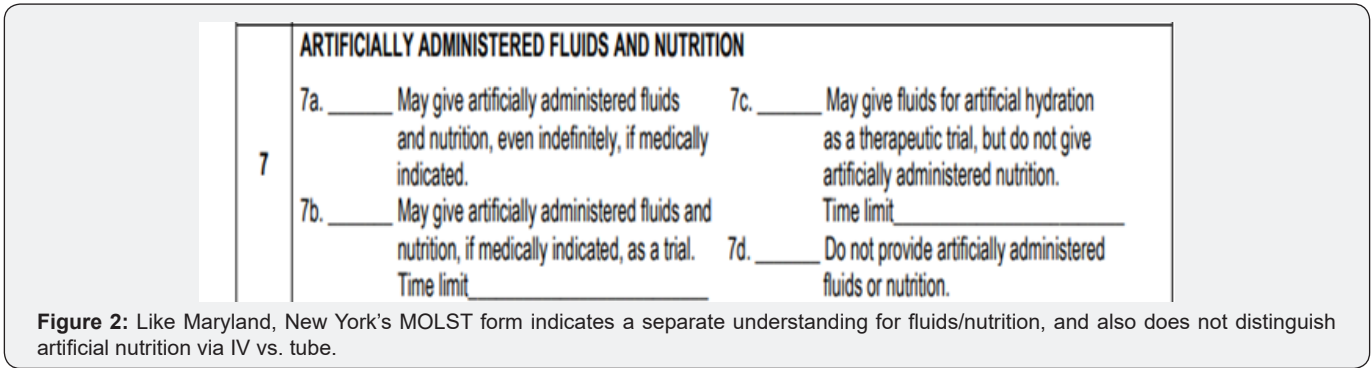 ARTIFICIALLY ADMINISTERED FLUIDS AND NUTRITION
7
7a. ______ May give artificially administered fluids
and nutrition, even indefinitely, if medically
indicated.
7b. ______ May give artificially administered fluids and
nutrition, if medically indicated, as a trial.
Time limit______________________
7c. ______ May give fluids for artificial hydration
as a therapeutic trial, but do not give
artificially administered nutrition.
Time limit_____________________
7d. ______ Do not provide artificially administered
fluids or nutrition.
Figure 2: Like Maryland, New York’s MOLST form indicates a separate understanding for fluids/nutrition, and also does not distinguish
artificial nutrition via IV vs. tube.